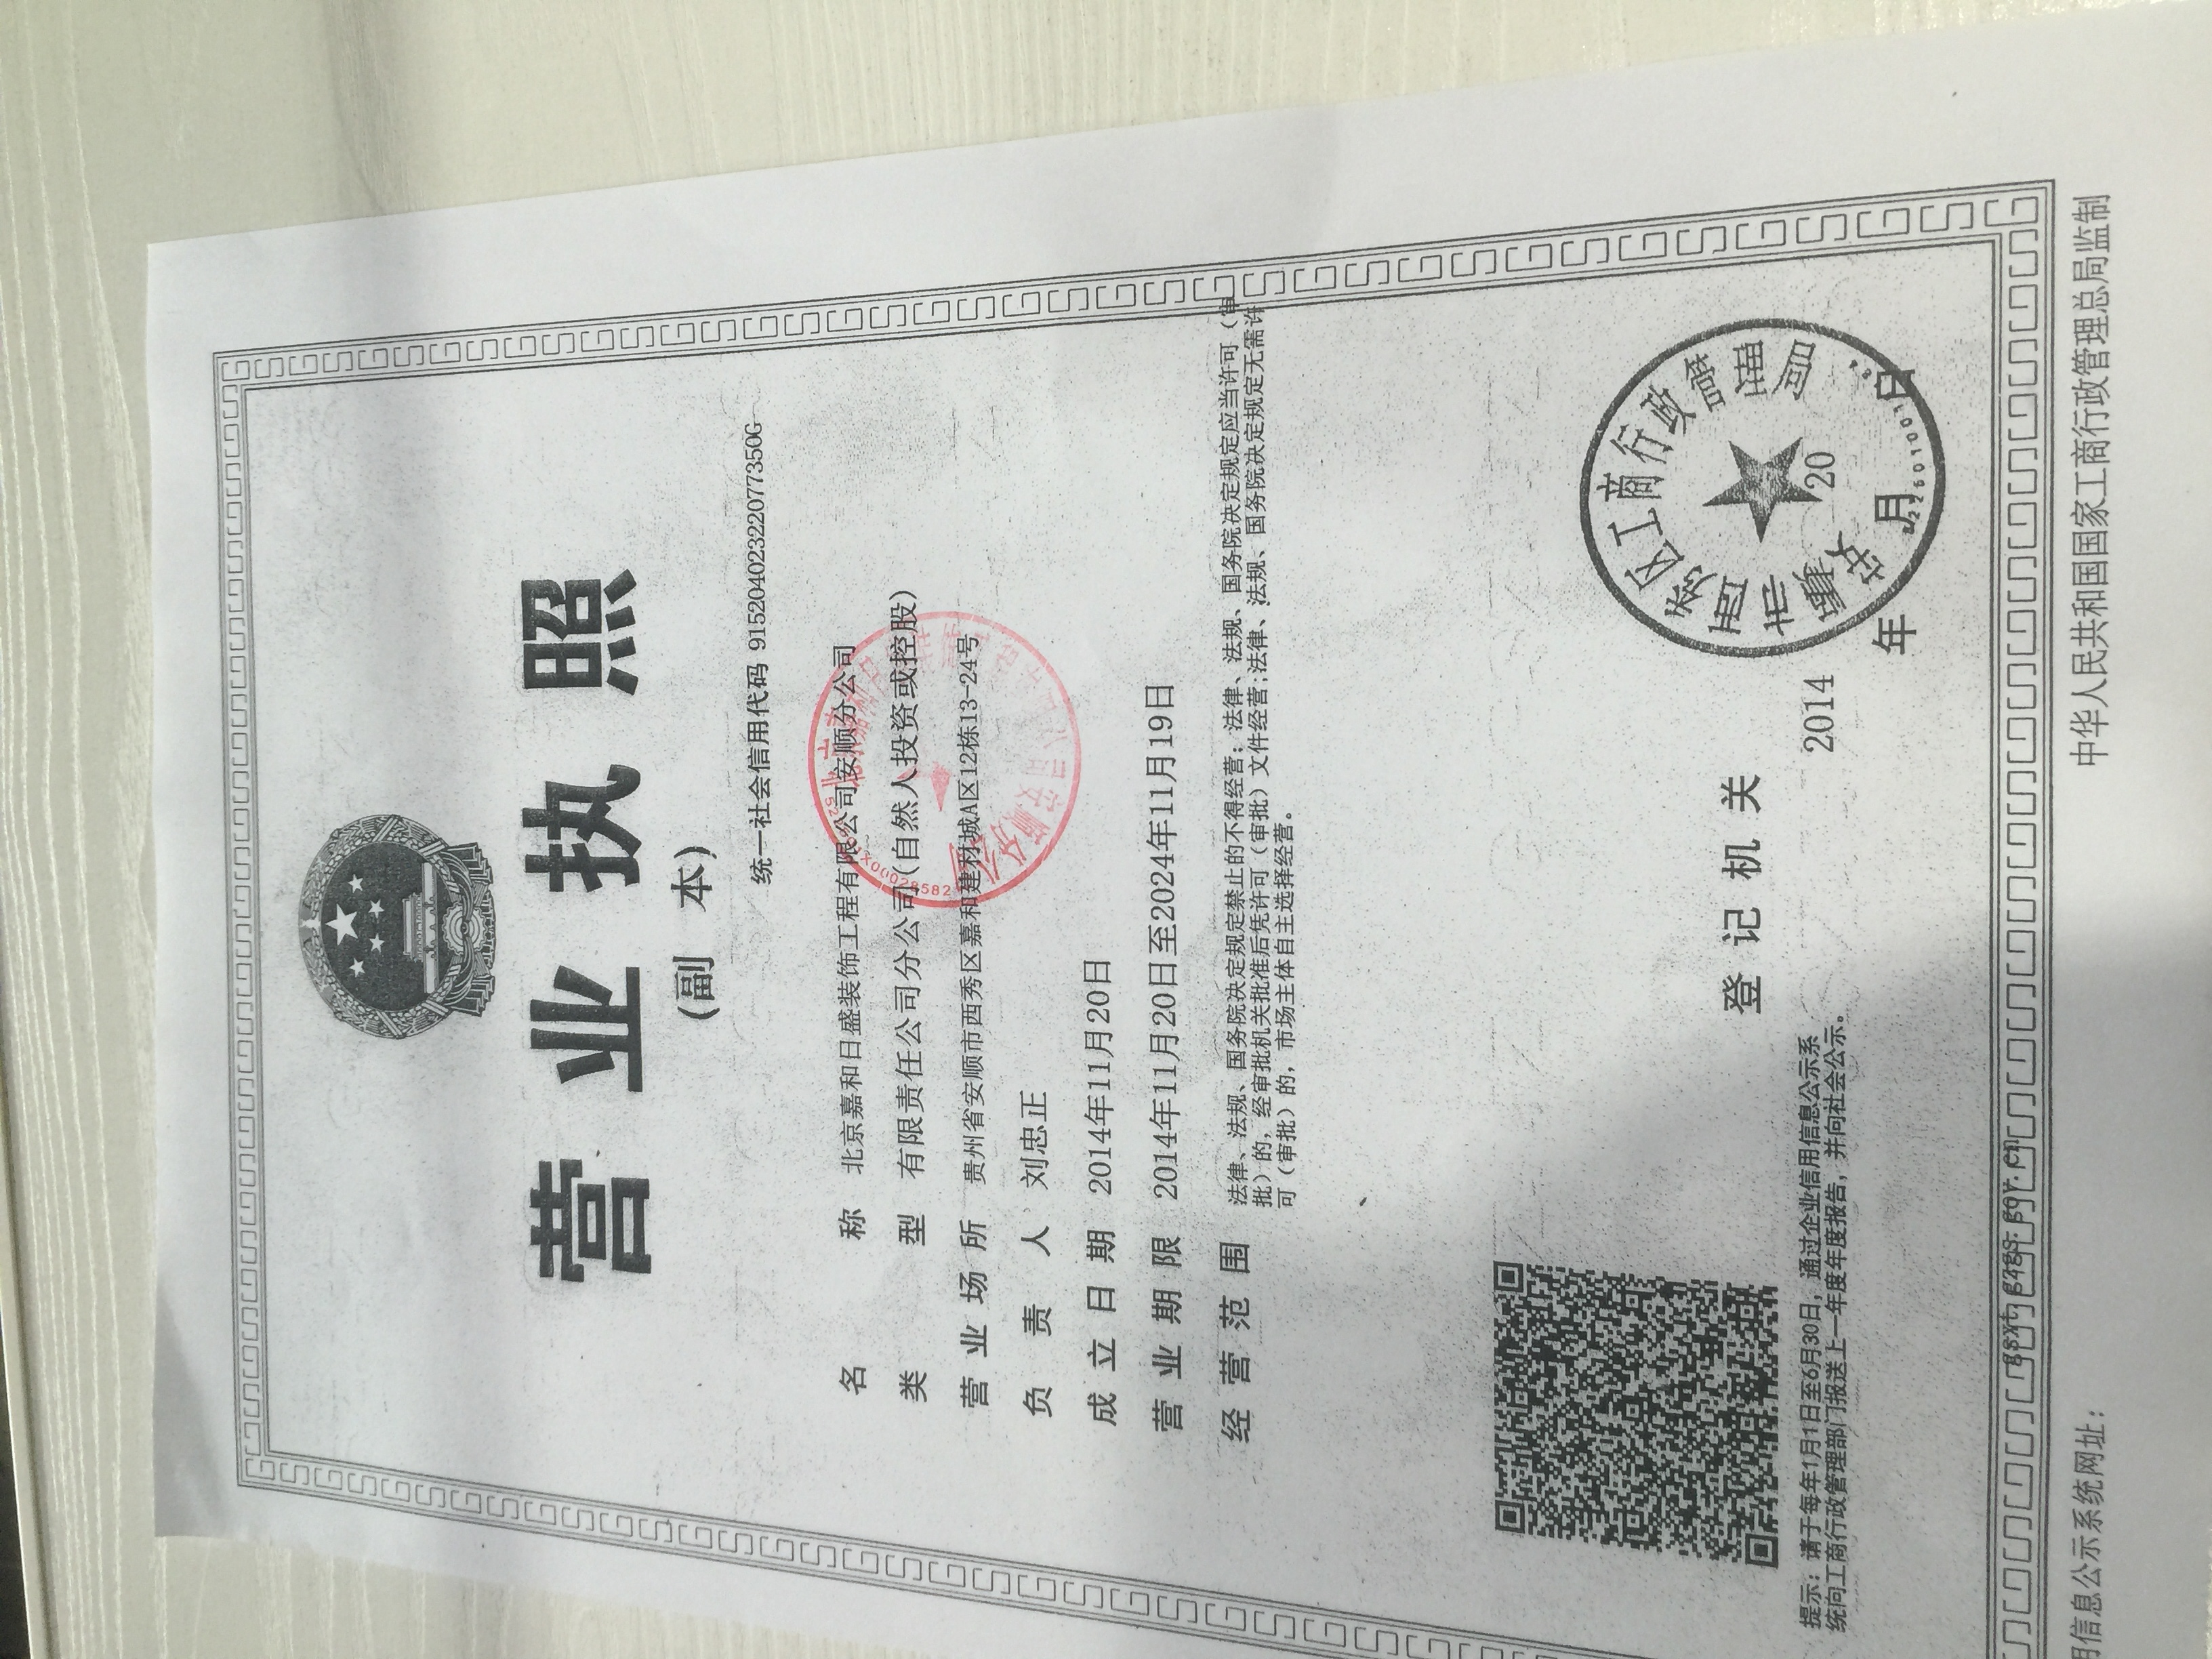 营业执照
(副 本)
统一社会信用代码 91520402322077350G
名 称 北京嘉和日盛装饰工程有限公司安顺分公司
类 型 有限责任公司分公司(自然人投资或控股)
营业场所 贵州省安顺市西秀区嘉和建材城A区12栋13-24号
负责人 刘忠正
成立日期 2014年11月20日
营业期限 2014年11月20日至2024年11月19日
经营范围 法律、法规、国务院决定规定禁止的不得经营；法律、法规、国务院决定规定应当许可（审
批）的，经审批机关批准后凭许可（审批）文件经营;法律、法规、国务院决定规定无需许
可（审批）的，市场主体自主选择经营。
登记机关
2014 20
年 月 日
提示：请于每年1月1日至6月30日，通过企业信用信息公示系
统向工商行政管理部门报送上一年度年度报告，并向社会公示。
gsxt.gzgs.gov.cn
用信息公示系统网址：
中华人民共和国国家工商行政管理总局监制